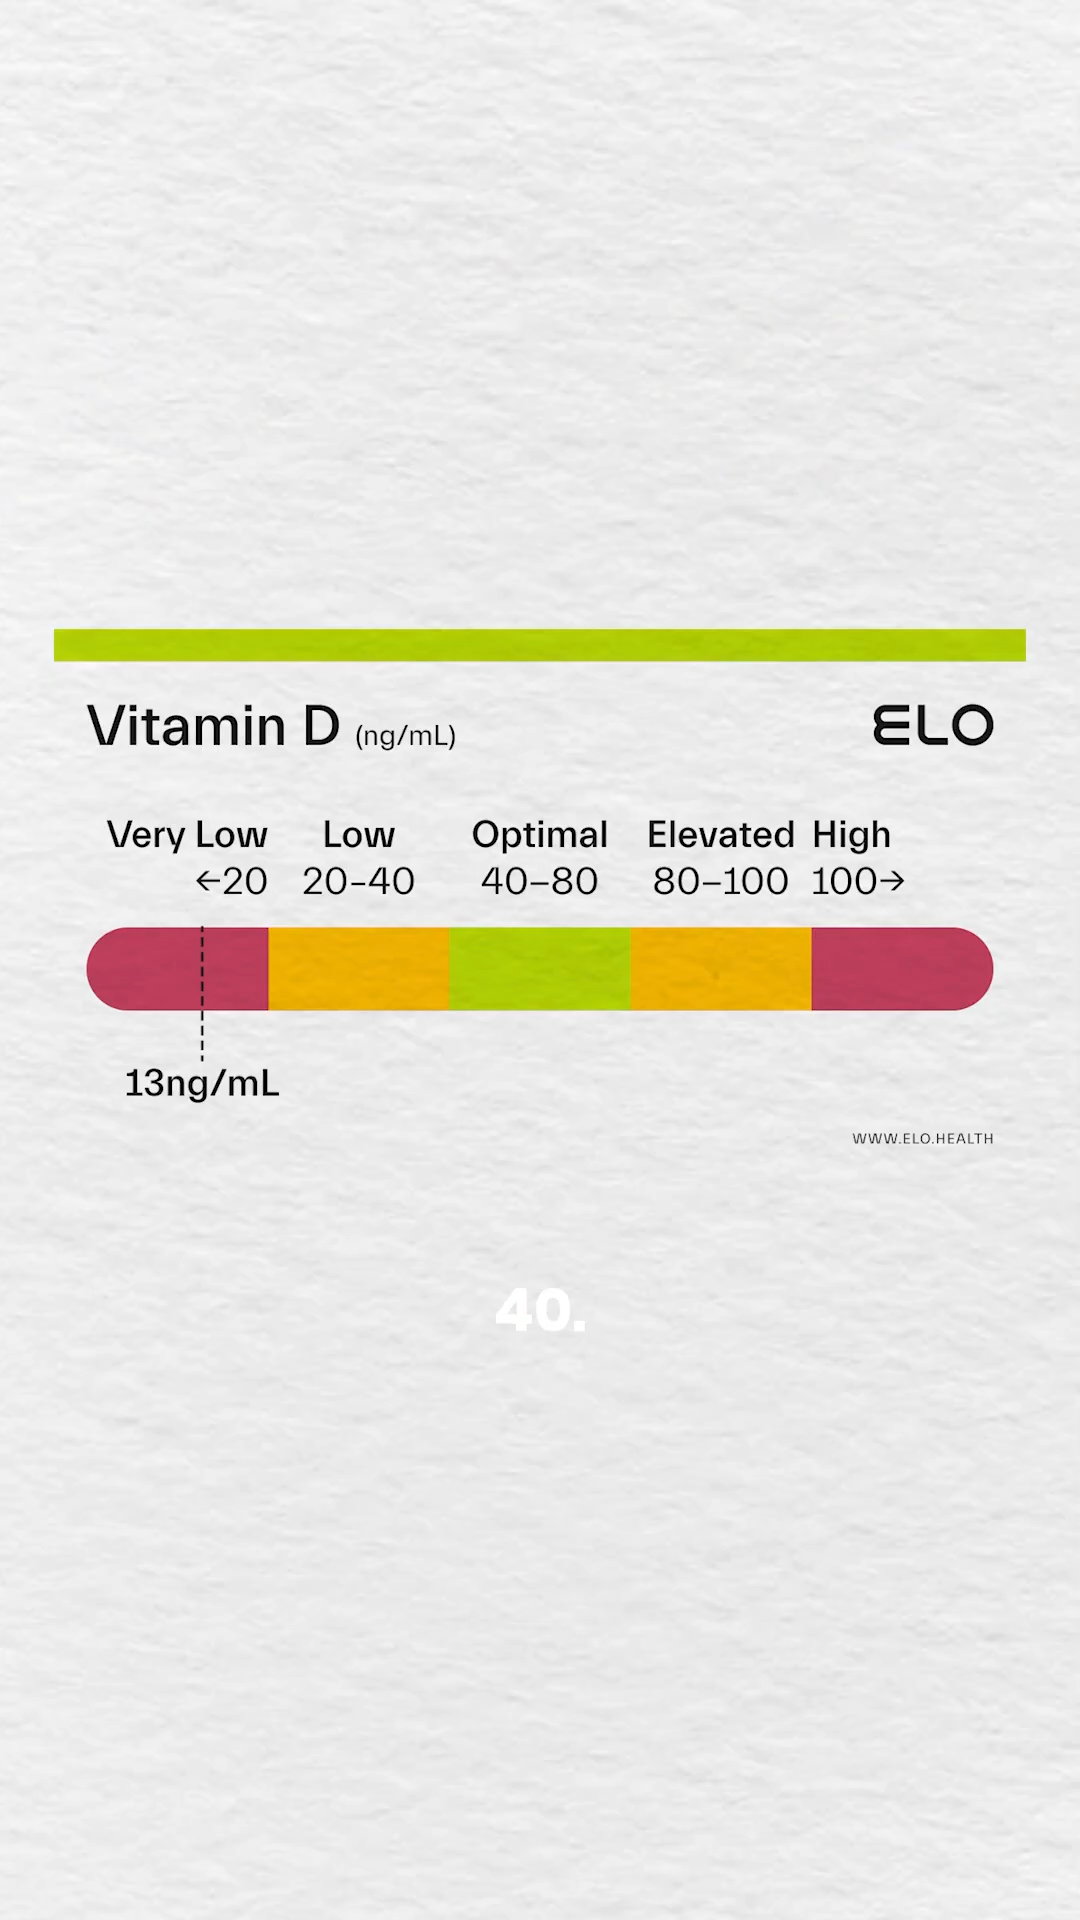 Vitamin D (ng/mL)
ELO
Very Low Low Optimal Elevated High
←20 20–40 40–80 80–100 100→
13ng/mL
WWW.ELO.HEALTH
40.